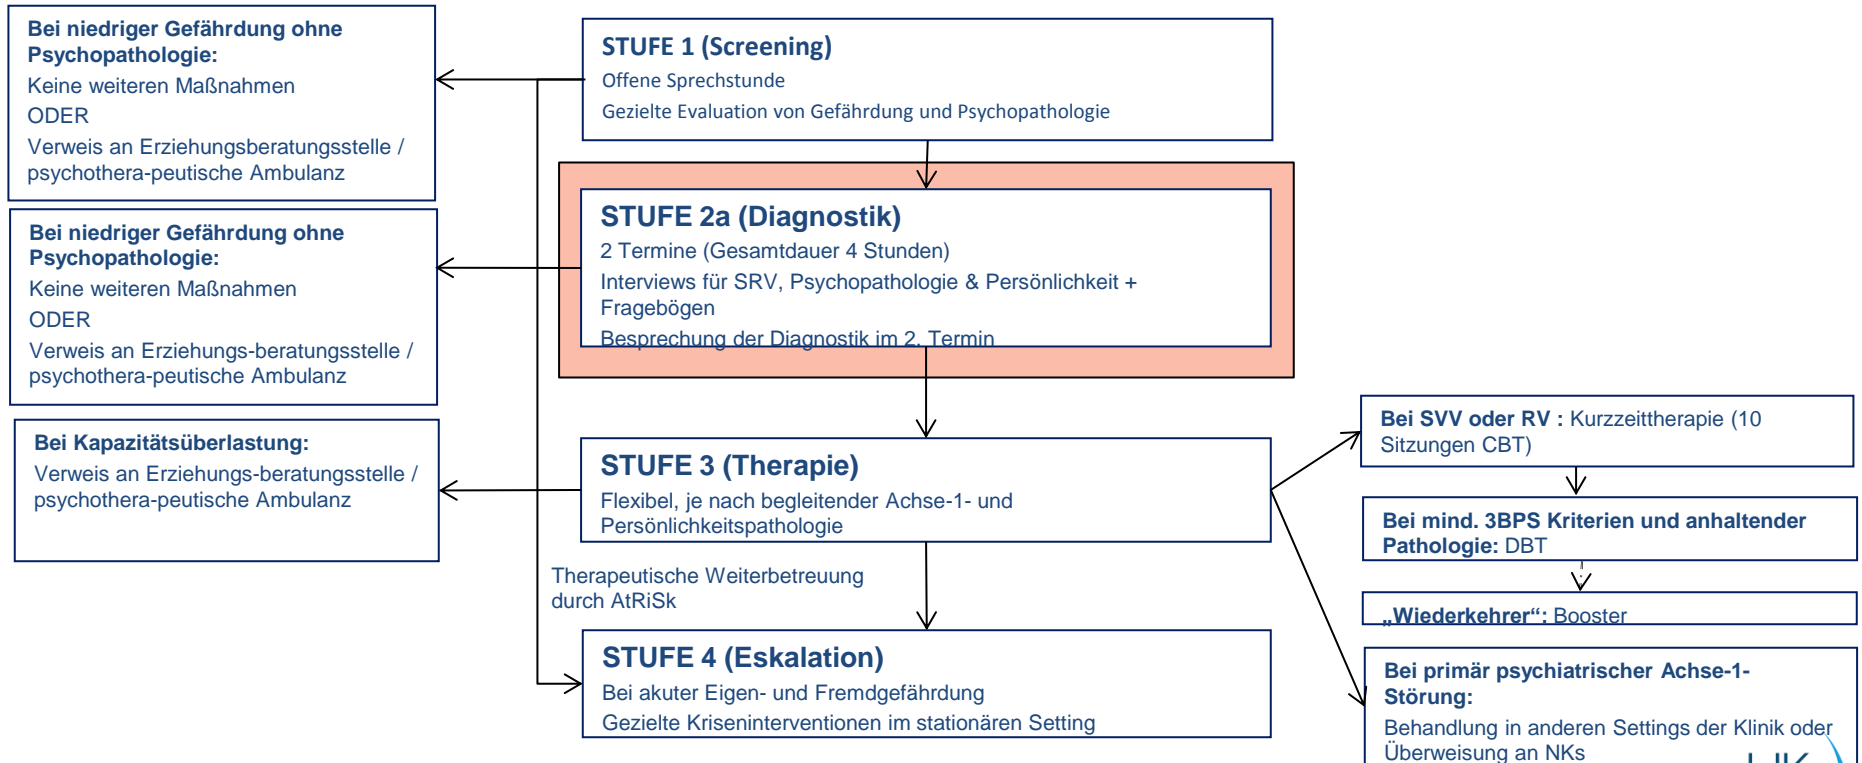 Bei niedriger Gefährdung ohne
Psychopathologie:
Keine weiteren Maßnahmen
ODER
Verweis an Erziehungsberatungsstelle /
psychothera-peutische Ambulanz
STUFE 1 (Screening)
Offene Sprechstunde
Gezielte Evaluation von Gefährdung und Psychopathologie
Bei niedriger Gefährdung ohne
Psychopathologie:
Keine weiteren Maßnahmen
ODER
Verweis an Erziehungs-beratungsstelle /
psychothera-peutische Ambulanz
STUFE 2a (Diagnostik)
2 Termine (Gesamtdauer 4 Stunden)
Interviews für SRV, Psychopathologie & Persönlichkeit +
Fragebögen
Besprechung der Diagnostik im 2. Termin
Bei Kapazitätsüberlastung:
Verweis an Erziehungs-beratungsstelle /
psychothera-peutische Ambulanz
STUFE 3 (Therapie)
Flexibel, je nach begleitender Achse-1- und
Persönlichkeitspathologie
Therapeutische Weiterbetreuung
durch AtRiSk
STUFE 4 (Eskalation)
Bei akuter Eigen- und Fremdgefährdung
Gezielte Kriseninterventionen im stationären Setting
Bei SVV oder RV : Kurzzeittherapie (10
Sitzungen CBT)
Bei mind. 3BPS Kriterien und anhaltender
Pathologie: DBT
„Wiederkehrer“: Booster
Bei primär psychiatrischer Achse-1-
Störung:
Behandlung in anderen Settings der Klinik oder
Überweisung an NKs